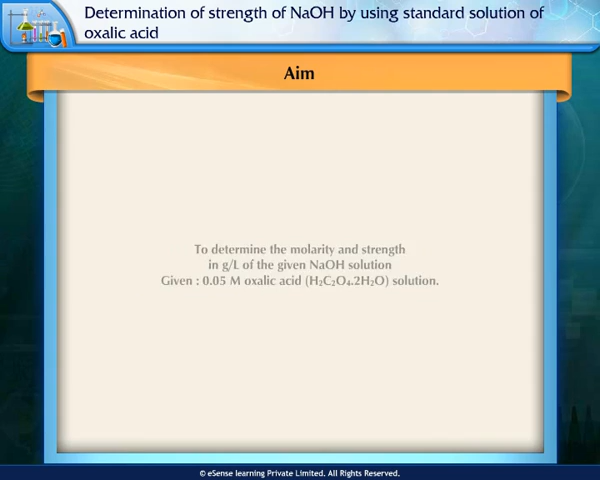 Determination of strength of NaOH by using standard solution of
oxalic acid
Aim
To determine the molarity and strength
in g/L of the given NaOH solution
Given : 0.05 M oxalic acid (H₂C₂O₄.2H₂O) solution.
© eSense learning Private Limited. All Rights Reserved.